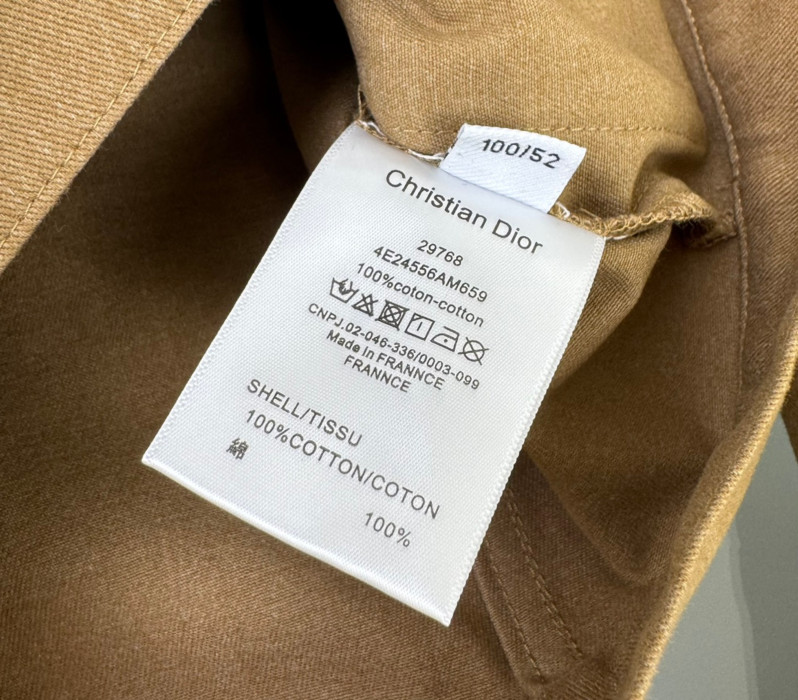 100/52
Christian Dior
29768
4E24556AM659
100%coton-cotton
CNPJ.02-046-336/0003-099
Made in FRANNCE
FRANNCE
SHELL/TISSU
100%COTTON/COTON
綿
100%